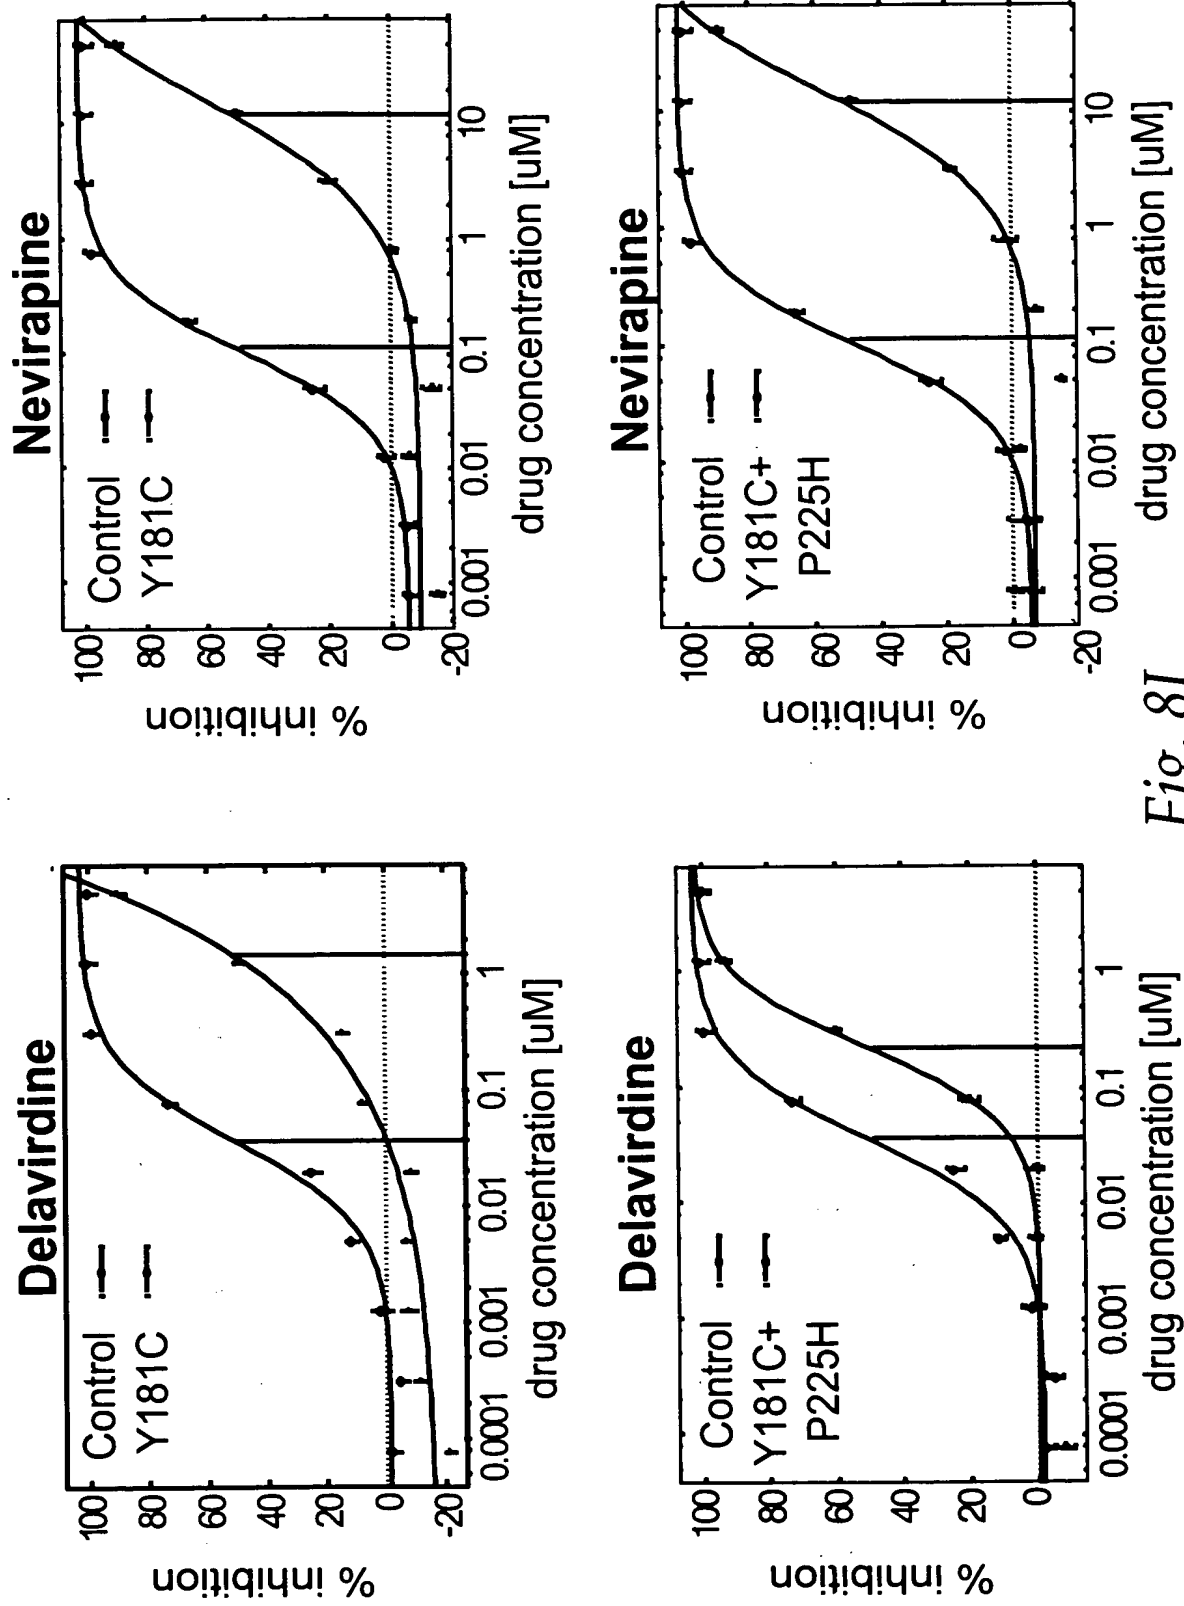 Delavirdine
% inhibition
100
80
60
40
20
0
-20
Control
Y181C
0.0001
0.001
0.01
0.1
1
drug concentration [uM]
Nevirapine
% inhibition
100
80
60
40
20
0
-20
Control
Y181C
0.001
0.01
0.1
1
10
drug concentration [uM]
Delavirdine
% inhibition
100
80
60
40
20
0
Control
Y181C+
P225H
0.0001
0.001
0.01
0.1
1
drug concentration [uM]
Nevirapine
% inhibition
100
80
60
40
20
0
-20
Control
Y181C+
P225H
0.001
0.01
0.1
1
10
drug concentration [uM]
Fig. 8I